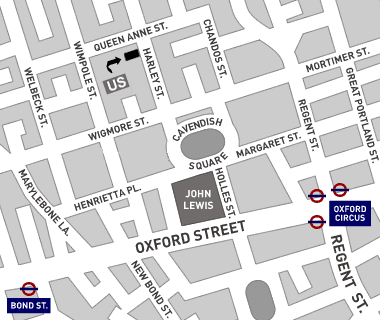 QUEEN ANNE ST.
CHANDOS ST.
MORTIMER ST.
WIMPOLE ST.
HARLEY ST.
WELBECK ST.
US
GREAT PORTLAND ST.
REGENT ST.
WIGMORE ST.
CAVENDISH
SQUARE
MARGARET ST.
MARYLEBONE LA.
HENRIETTA PL.
JOHN
LEWIS
HOLLES ST.
OXFORD
CIRCUS
OXFORD STREET
REGENT ST.
NEW BOND ST.
BOND ST.